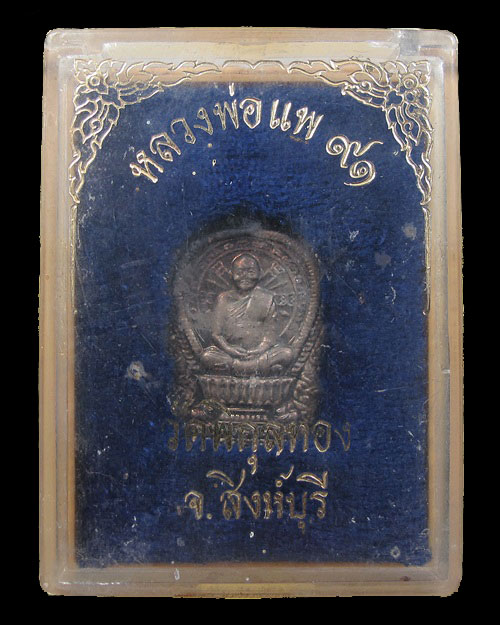 หลวงพ่อแพ ๙๑
วัดพิกุลทอง
จ.สิงห์บุรี